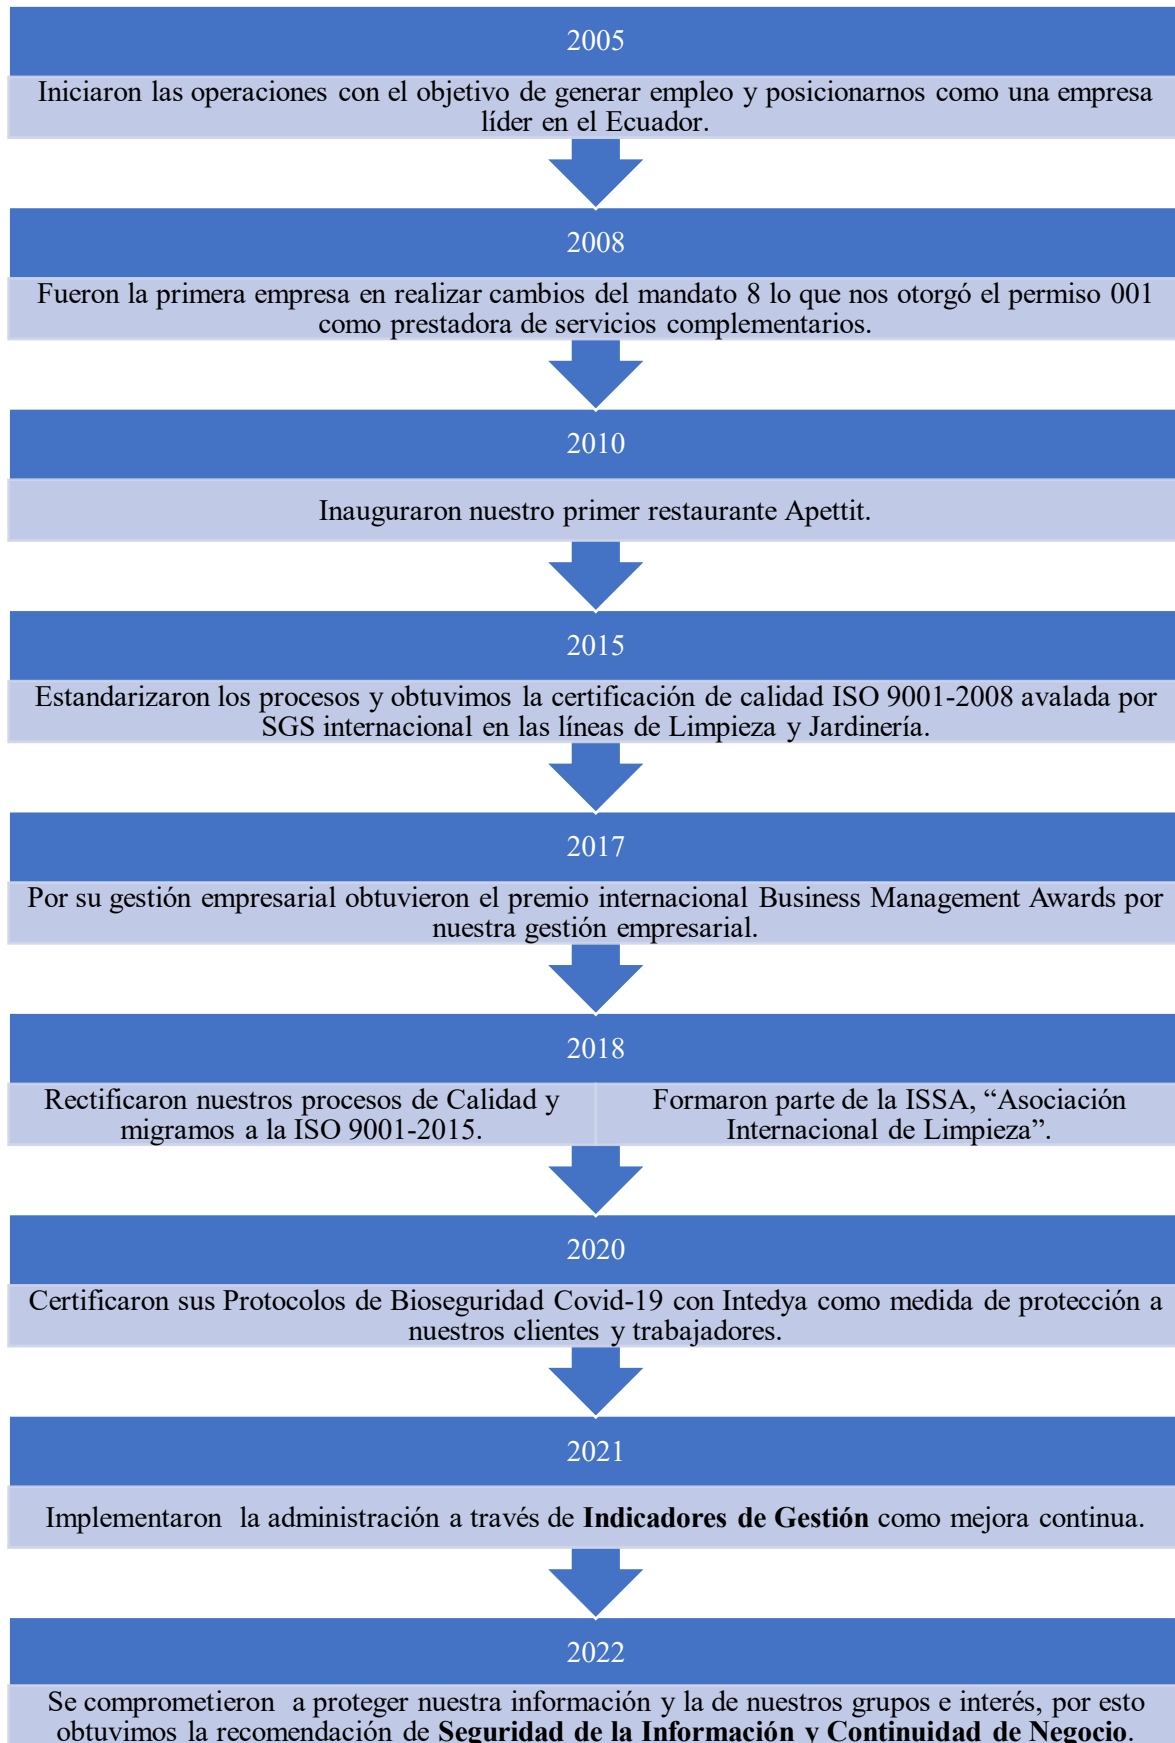 2005
Iniciaron las operaciones con el objetivo de generar empleo y posicionarnos como una empresa
líder en el Ecuador.
2008
Fueron la primera empresa en realizar cambios del mandato 8 lo que nos otorgó el permiso 001
como prestadora de servicios complementarios.
2010
Inauguraron nuestro primer restaurante Apettit.
2015
Estandarizaron los procesos y obtuvimos la certificación de calidad ISO 9001-2008 avalada por
SGS internacional en las líneas de Limpieza y Jardinería.
2017
Por su gestión empresarial obtuvieron el premio internacional Business Management Awards por
nuestra gestión empresarial.
2018
Rectificaron nuestros procesos de Calidad y
migramos a la ISO 9001-2015.
Formaron parte de la ISSA, “Asociación
Internacional de Limpieza”.
2020
Certificaron sus Protocolos de Bioseguridad Covid-19 con Intedya como medida de protección a
nuestros clientes y trabajadores.
2021
Implementaron  la administración a través de Indicadores de Gestión como mejora continua.
2022
Se comprometieron  a proteger nuestra información y la de nuestros grupos e interés, por esto
obtuvimos la recomendación de Seguridad de la Información y Continuidad de Negocio.